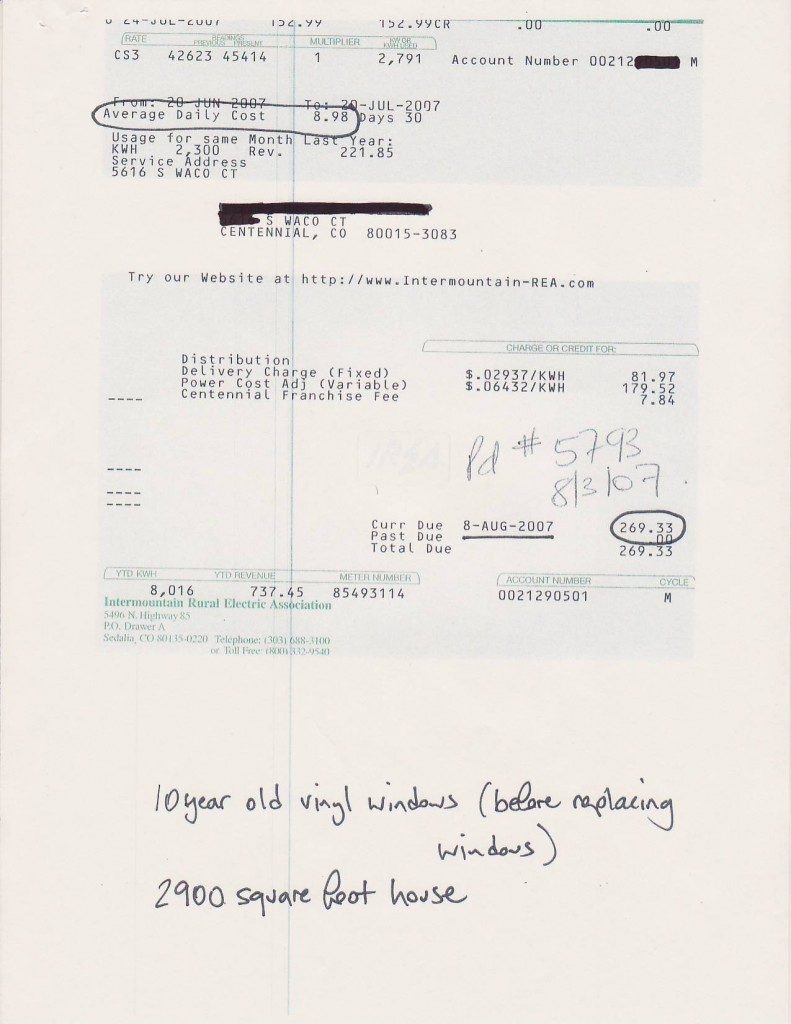 24-JUL-2007 152.99 152.99CR .00 .00
RATE READINGS MULTIPLIER KW OR
PREVIOUS PRESENT KWH USED
CS3 42623 45414 1 2,791 Account Number 00212 M
From: 20 JUN 2007 To: 20-JUL-2007
Average Daily Cost 8.98 Days 30
Usage for same Month Last Year:
KWH 2,300 Rev. 221.85
Service Address
5616 S WACO CT
S WACO CT
CENTENNIAL, CO 80015-3083
Try our Website at http://www.Intermountain-REA.com
CHARGE OR CREDIT FOR:
Distribution
Delivery Charge (Fixed) $.02937/KWH 81.97
Power Cost Adj (Variable) $.06432/KWH 179.52
---- Centennial Franchise Fee 7.84
Pd # 5793
----
8/3/07
----
----
Curr Due 8-AUG-2007 269.33
Past Due .00
Total Due 269.33
YTD KWH YTD REVENUE METER NUMBER ACCOUNT NUMBER CYCLE
8,016 737.45 85493114 0021290501 M
Intermountain Rural Electric Association
5496 N. Highway 85
P.O. Drawer A
Sedalia, CO 80135-0220 Telephone: (303) 688-3100
or Toll Free: (800) 332-9540
10 year old vinyl windows (before replacing
windows)
2900 square foot house